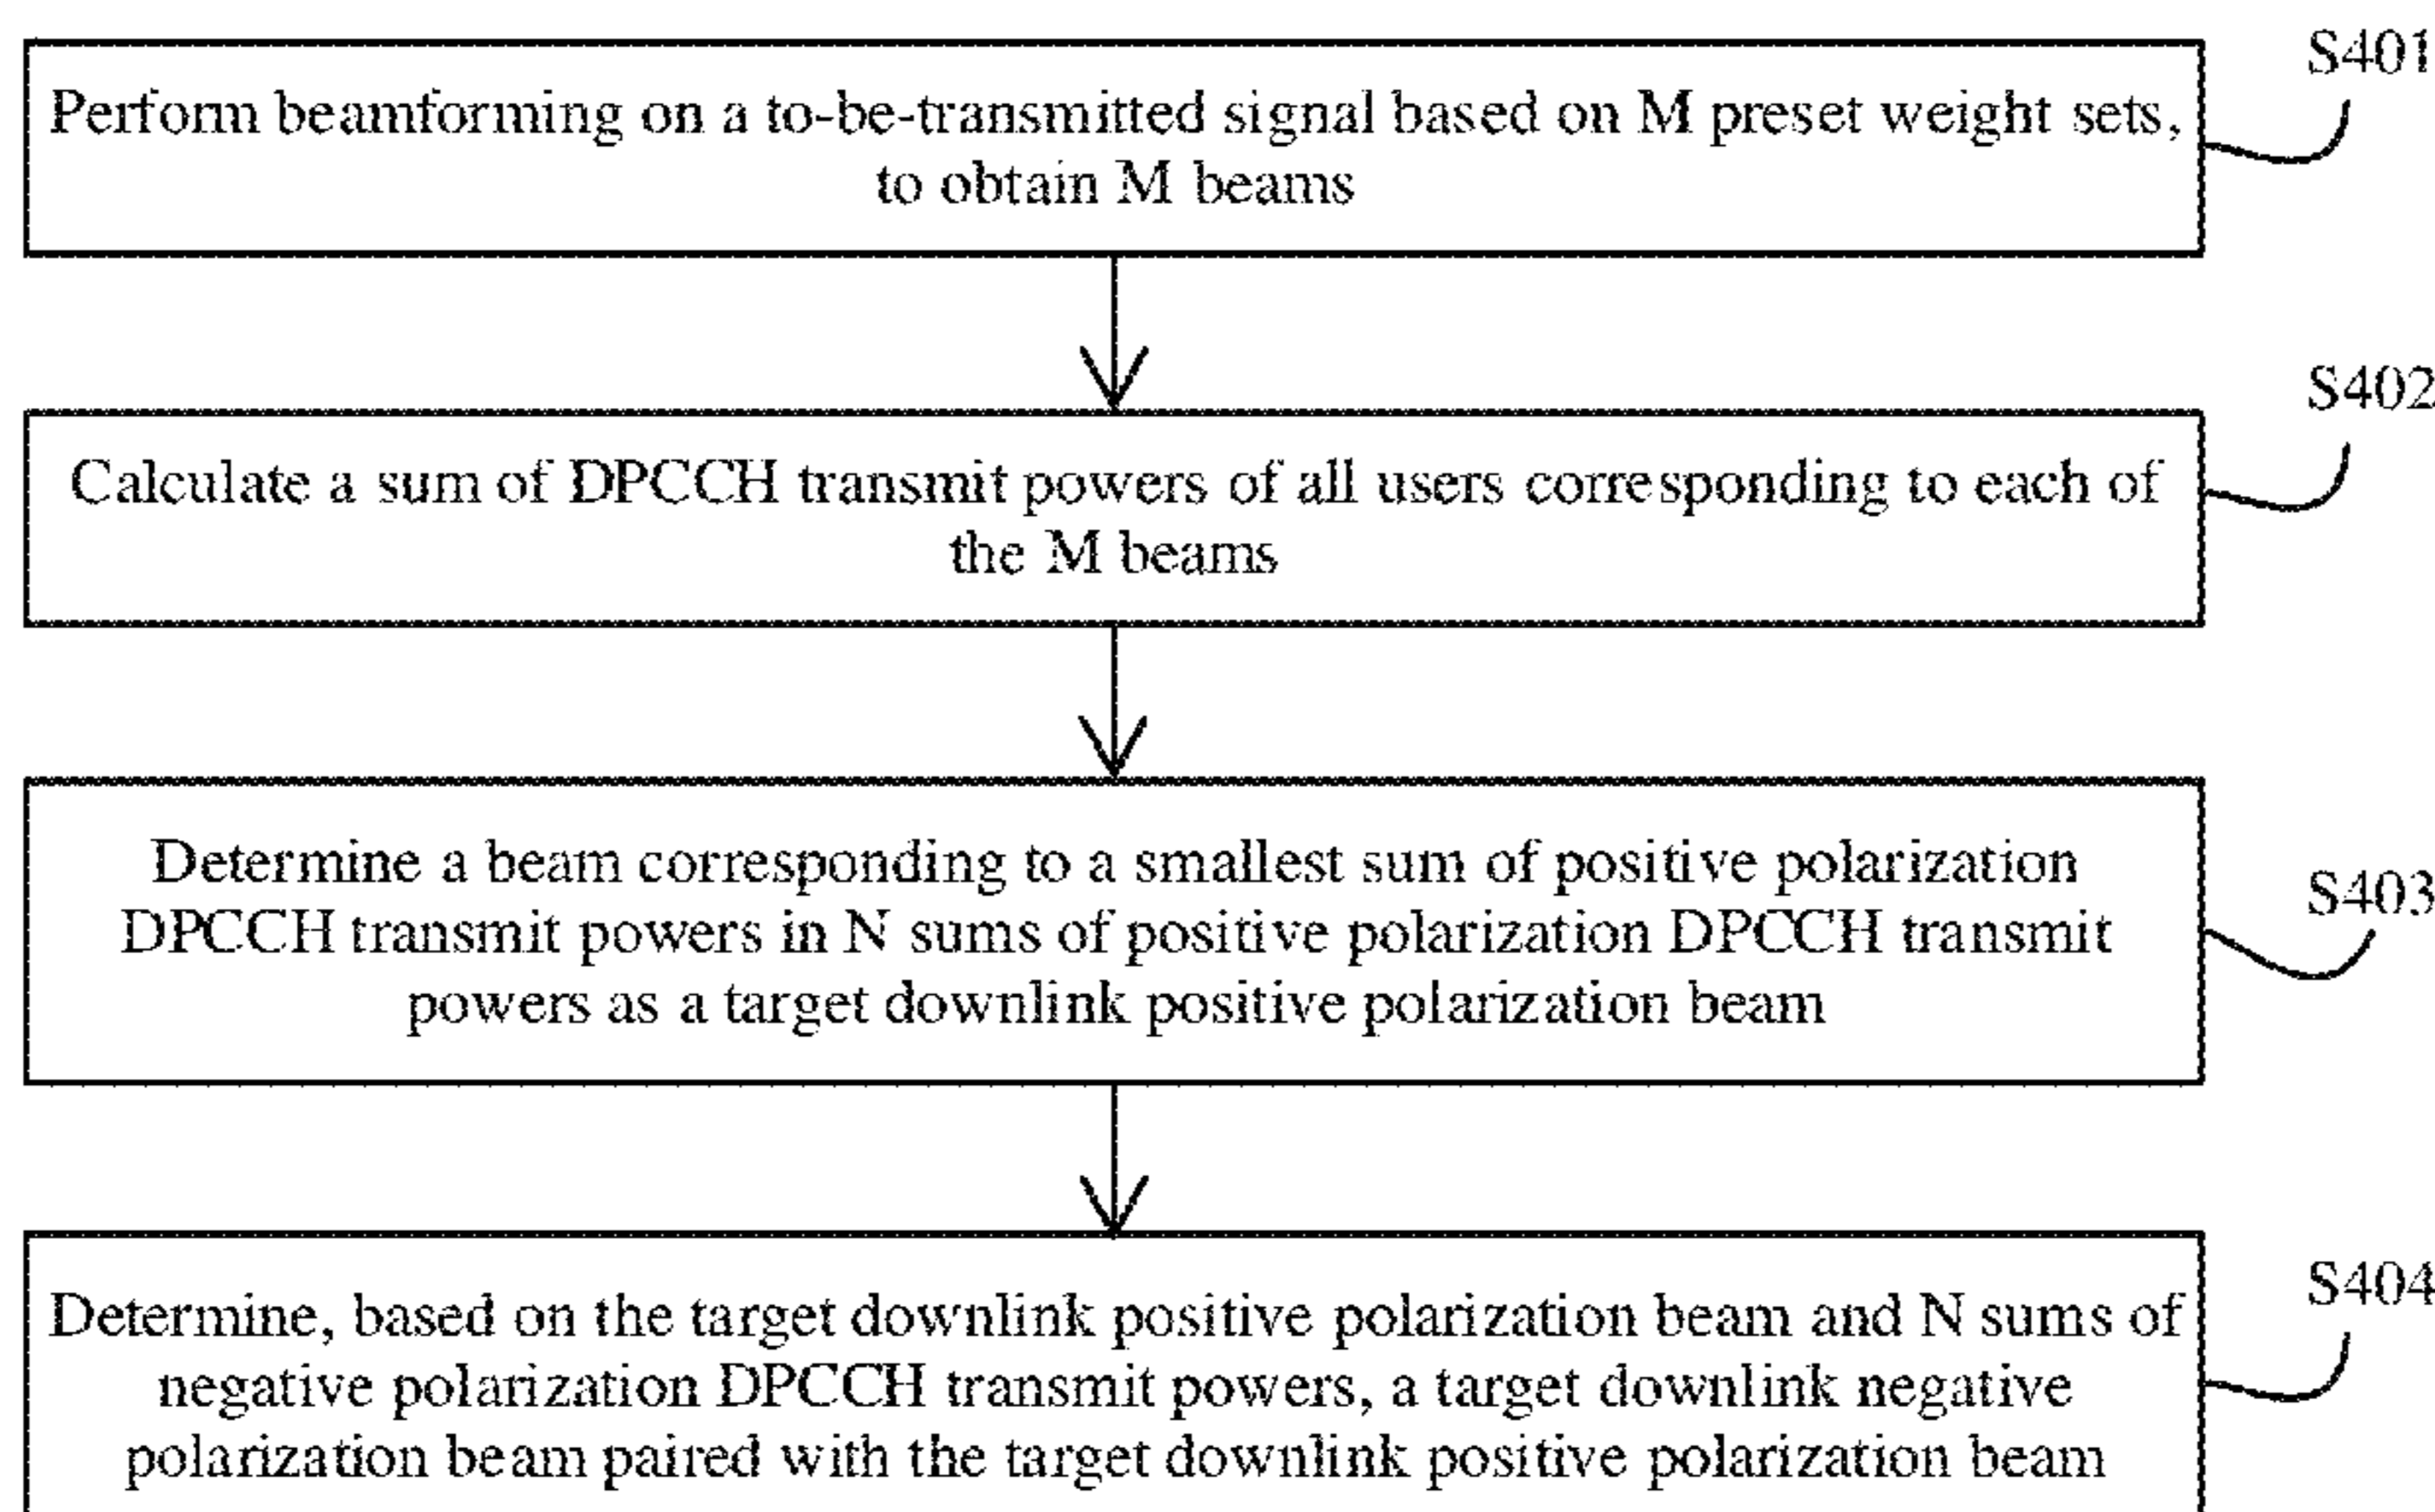 S401
Perform beamforming on a to-be-transmitted signal based on M preset weight sets,
to obtain M beams
S402
Calculate a sum of DPCCH transmit powers of all users corresponding to each of
the M beams
Determine a beam corresponding to a smallest sum of positive polarization
S403
DPCCH transmit powers in N sums of positive polarization DPCCH transmit
powers as a target downlink positive polarization beam
S404
Determine, based on the target downlink positive polarization beam and N sums of
negative polarization DPCCH transmit powers, a target downlink negative
polarization beam paired with the target downlink positive polarization beam